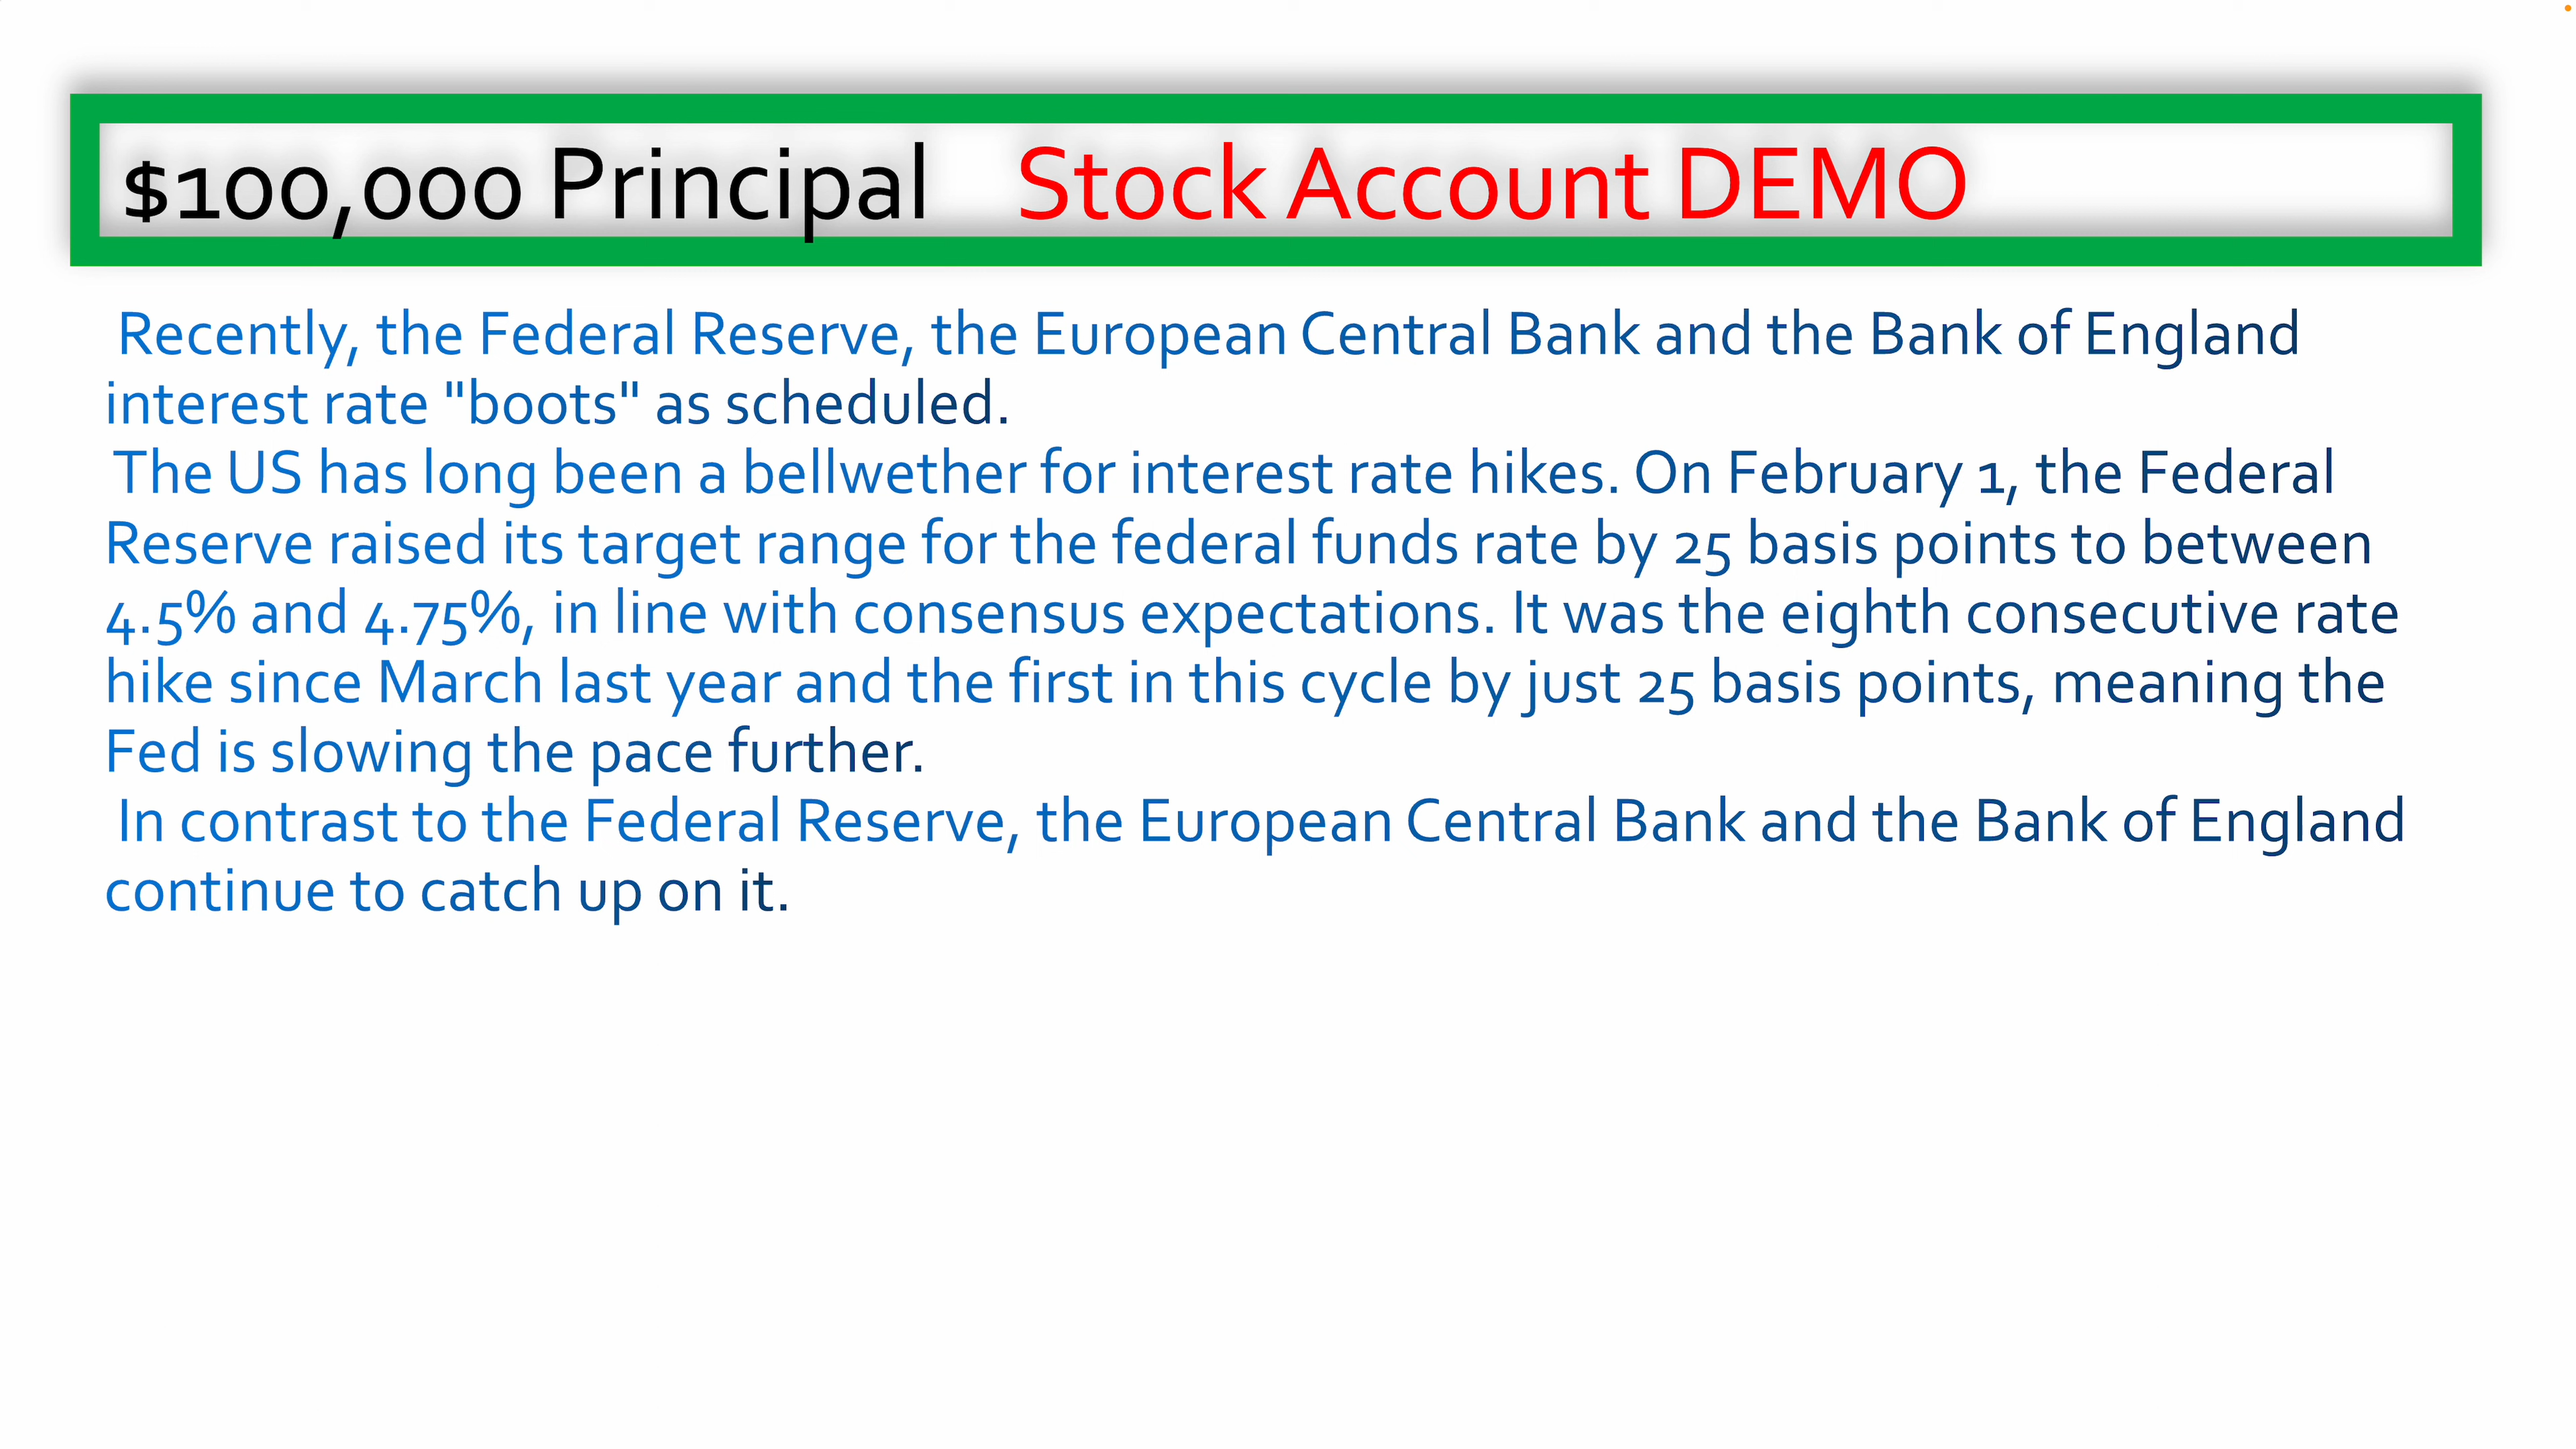 $100,000 Principal Stock Account DEMO
Recently, the Federal Reserve, the European Central Bank and the Bank of England
interest rate "boots" as scheduled.
The US has long been a bellwether for interest rate hikes. On February 1, the Federal
Reserve raised its target range for the federal funds rate by 25 basis points to between
4.5% and 4.75%, in line with consensus expectations. It was the eighth consecutive rate
hike since March last year and the first in this cycle by just 25 basis points, meaning the
Fed is slowing the pace further.
In contrast to the Federal Reserve, the European Central Bank and the Bank of England
continue to catch up on it.